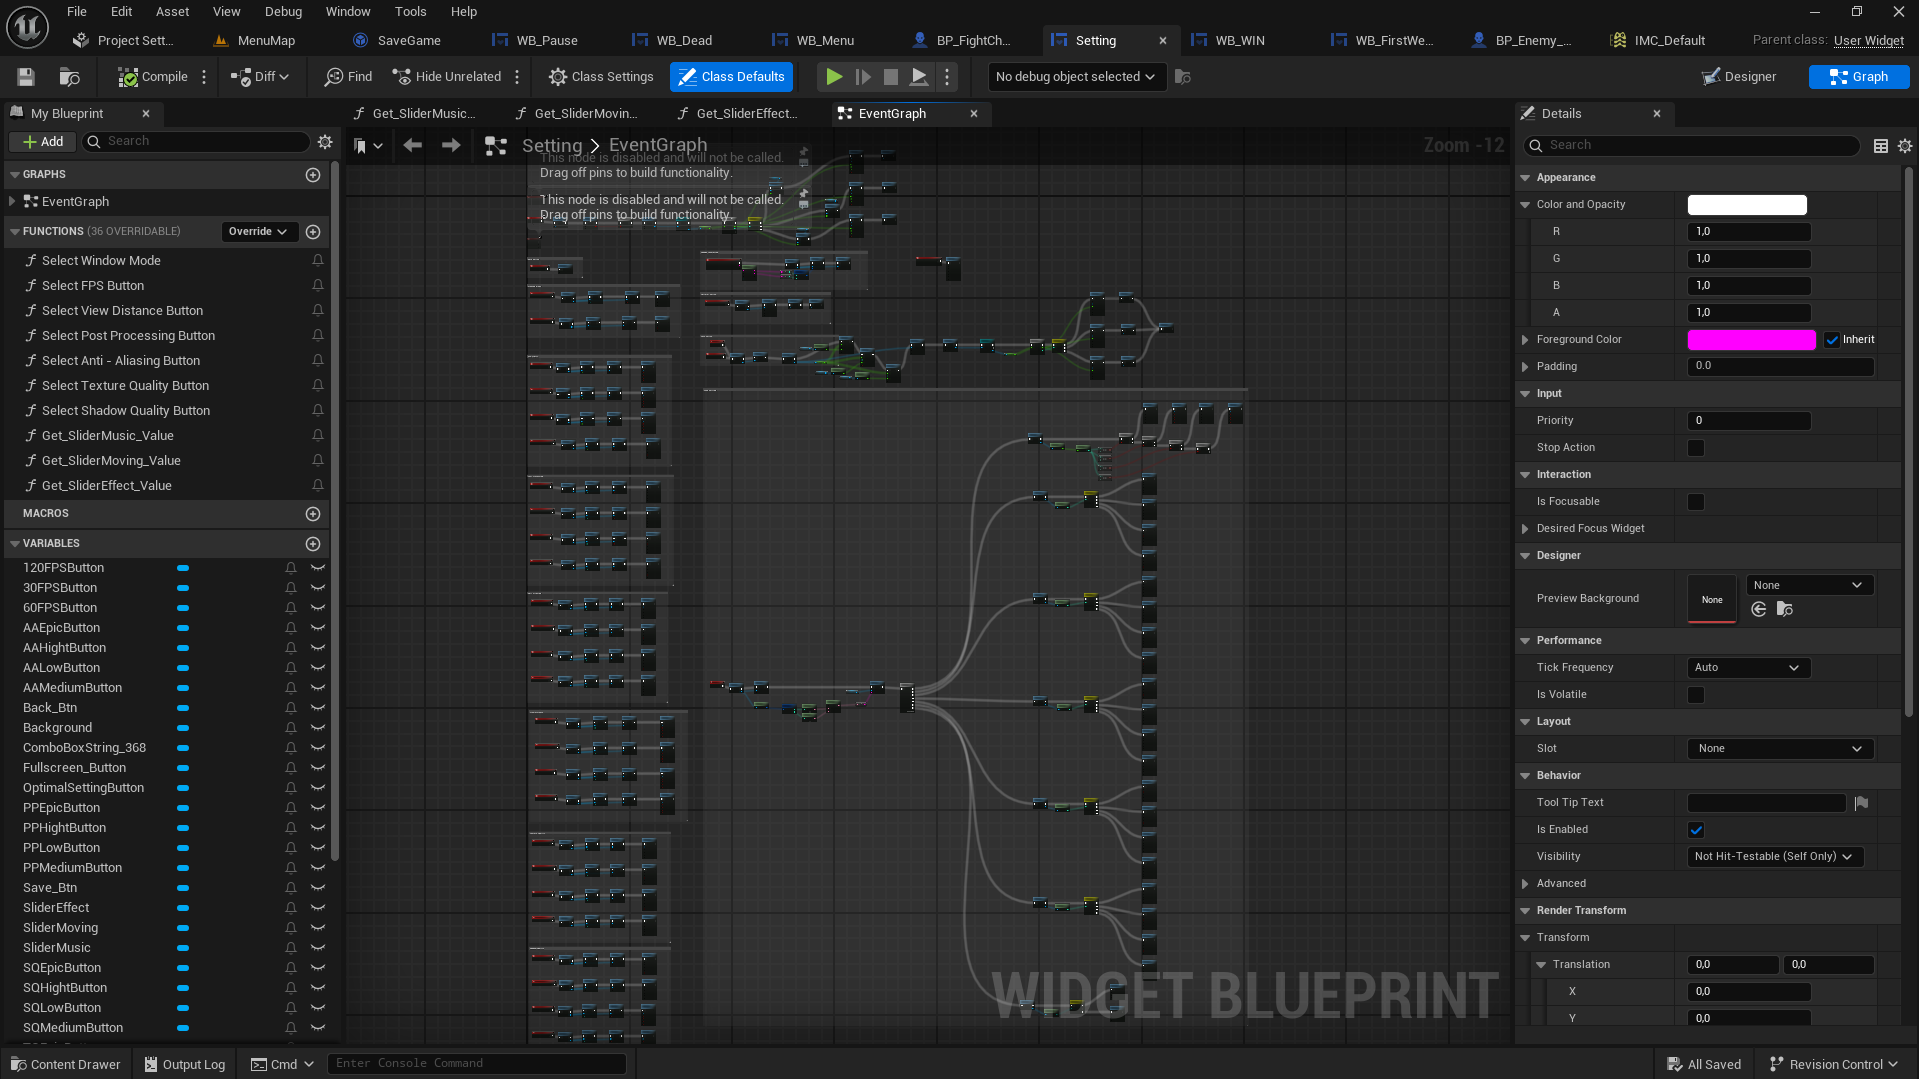 File Edit Asset View Debug Window Tools Help
Project Sett... MenuMap SaveGame WB_Pause WB_Dead WB_Menu BP_FightCh... Setting WB_WIN WB_FirstWe... BP_Enemy_... IMC_Default Parent class: User Widget
Compile Diff Find Hide Unrelated Class Settings Class Defaults No debug object selected Designer Graph
My Blueprint Get_SliderMusic... Get_SliderMovin... Get_SliderEffect... EventGraph Details
Add Search Setting > EventGraph Zoom -12 Search
This node is disabled and will not be called.
Drag off pins to build functionality.
This node is disabled and will not be called.
Drag off pins to build functionality.
GRAPHS
EventGraph
FUNCTIONS (36 OVERRIDABLE) Override
Select Window Mode
Select FPS Button
Select View Distance Button
Select Post Processing Button
Select Anti - Aliasing Button
Select Texture Quality Button
Select Shadow Quality Button
Get_SliderMusic_Value
Get_SliderMoving_Value
Get_SliderEffect_Value
MACROS
VARIABLES
120FPSButton
30FPSButton
60FPSButton
AAEpicButton
AAHightButton
AALowButton
AAMediumButton
Back_Btn
Background
ComboBoxString_368
Fullscreen_Button
OptimalSettingButton
PPEpicButton
PPHightButton
PPLowButton
PPMediumButton
Save_Btn
SliderEffect
SliderMoving
SliderMusic
SQEpicButton
SQHightButton
SQLowButton
SQMediumButton
WIDGET BLUEPRINT
Appearance
Color and Opacity
R 1,0
G 1,0
B 1,0
A 1,0
Foreground Color Inherit
Padding 0.0
Input
Priority 0
Stop Action
Interaction
Is Focusable
Desired Focus Widget
Designer
Preview Background None None
Performance
Tick Frequency Auto
Is Volatile
Layout
Slot None
Behavior
Tool Tip Text
Is Enabled
Visibility Not Hit-Testable (Self Only)
Advanced
Render Transform
Transform
Translation 0,0 0,0
X 0,0
Y 0,0
Content Drawer Output Log Cmd Enter Console Command All Saved Revision Control